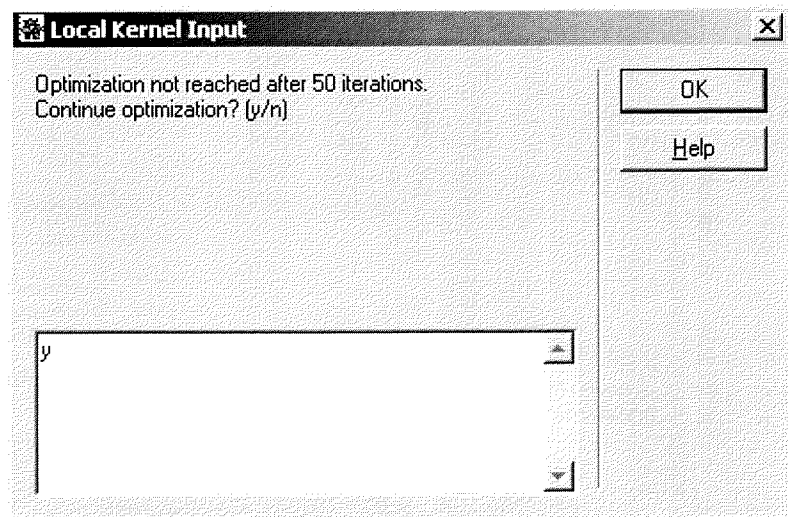 Local Kernel Input
Optimization not reached after 50 iterations.
Continue optimization? (y/n)
OK
Help
y